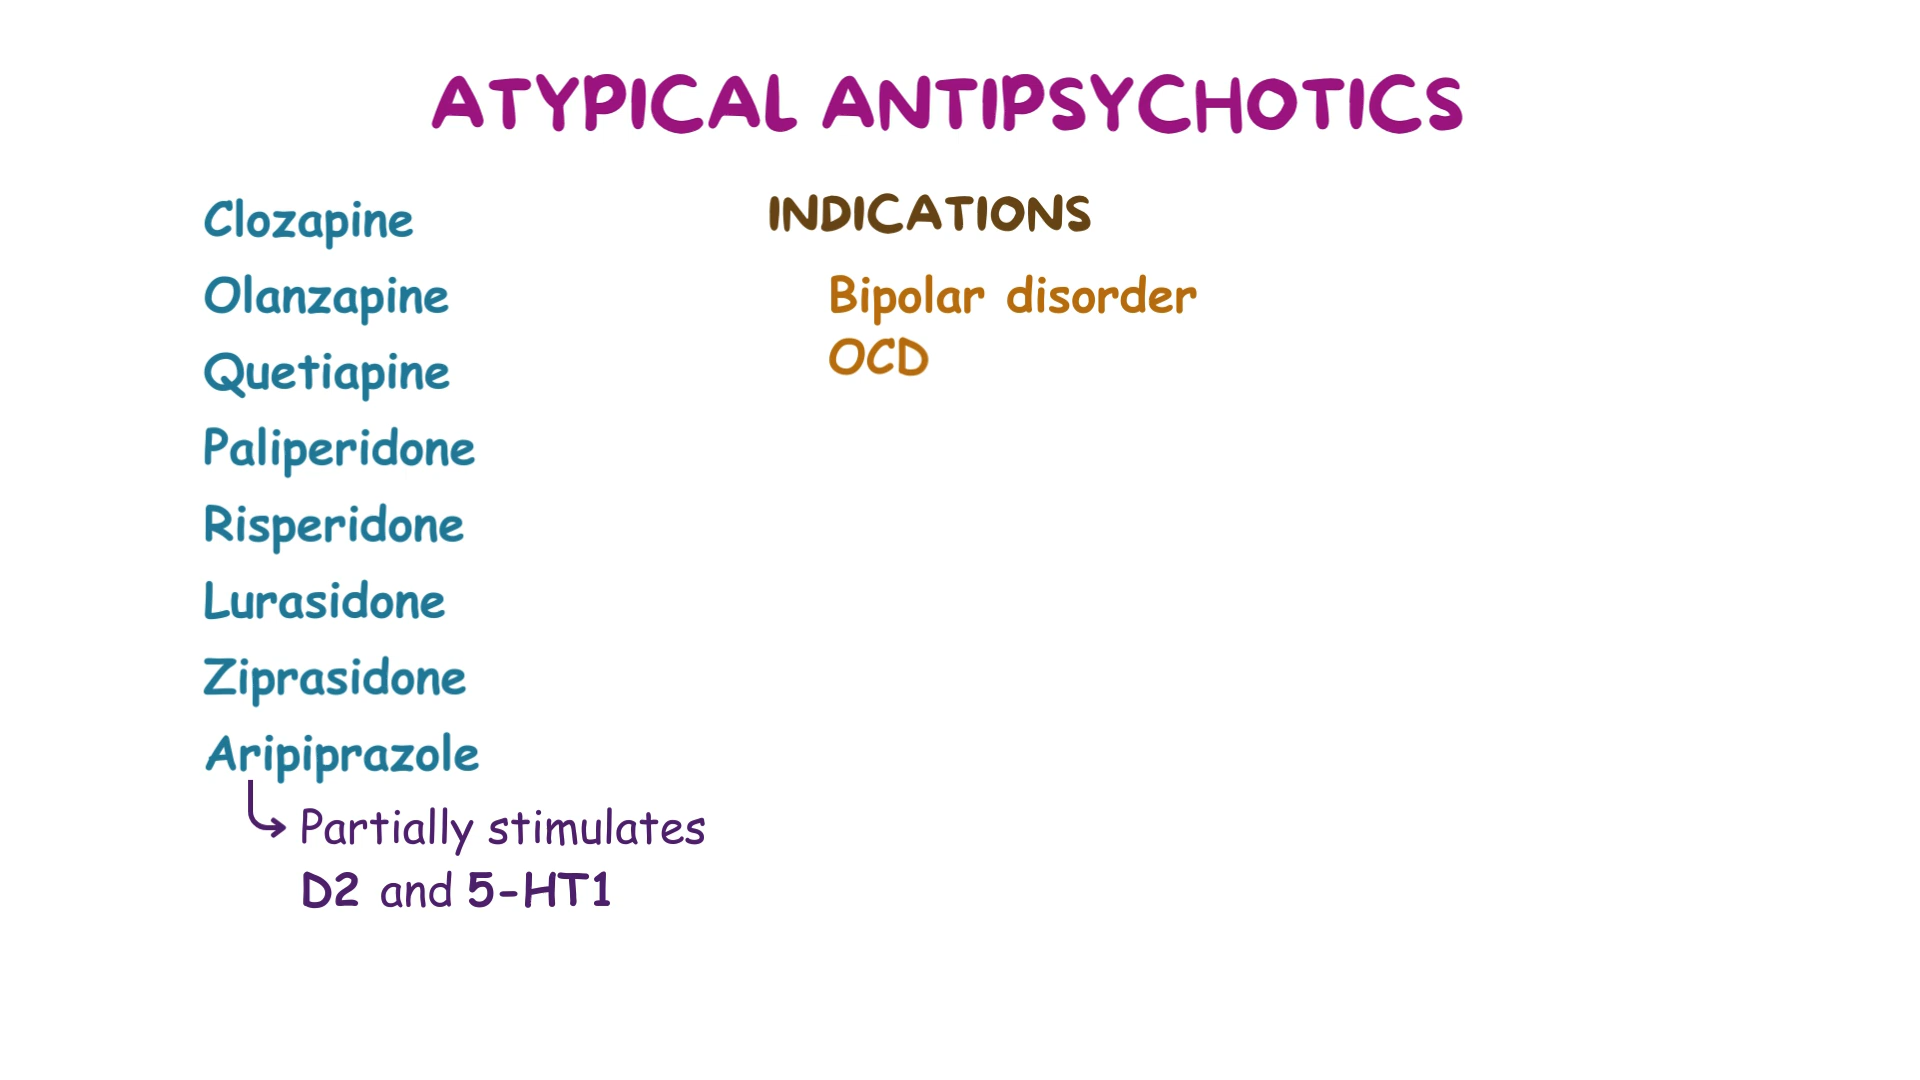 ATYPICAL ANTIPSYCHOTICS
Clozapine
Olanzapine
Quetiapine
Paliperidone
Risperidone
Lurasidone
Ziprasidone
Aripiprazole
Partially stimulates
D2 and 5-HT1
INDICATIONS
Bipolar disorder
OCD